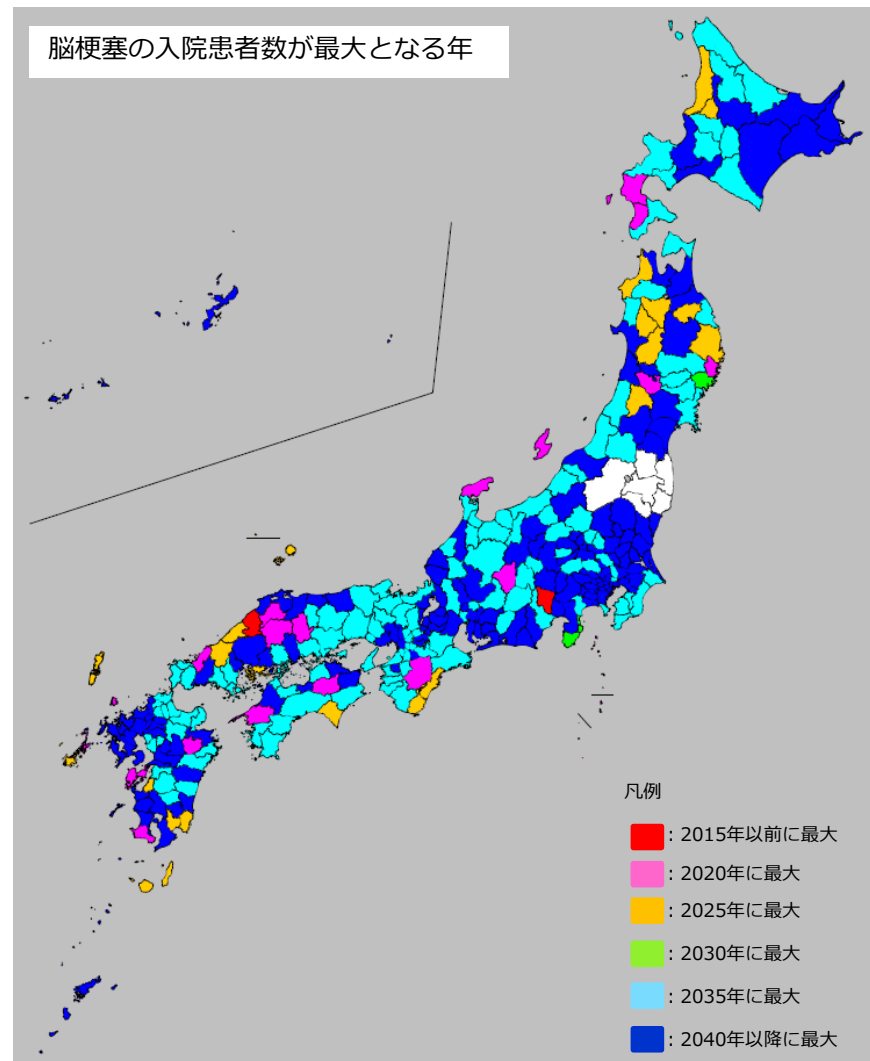 脳梗塞の入院患者数が最大となる年
凡例
：2015年以前に最大
：2020年に最大
：2025年に最大
：2030年に最大
：2035年に最大
：2040年以降に最大